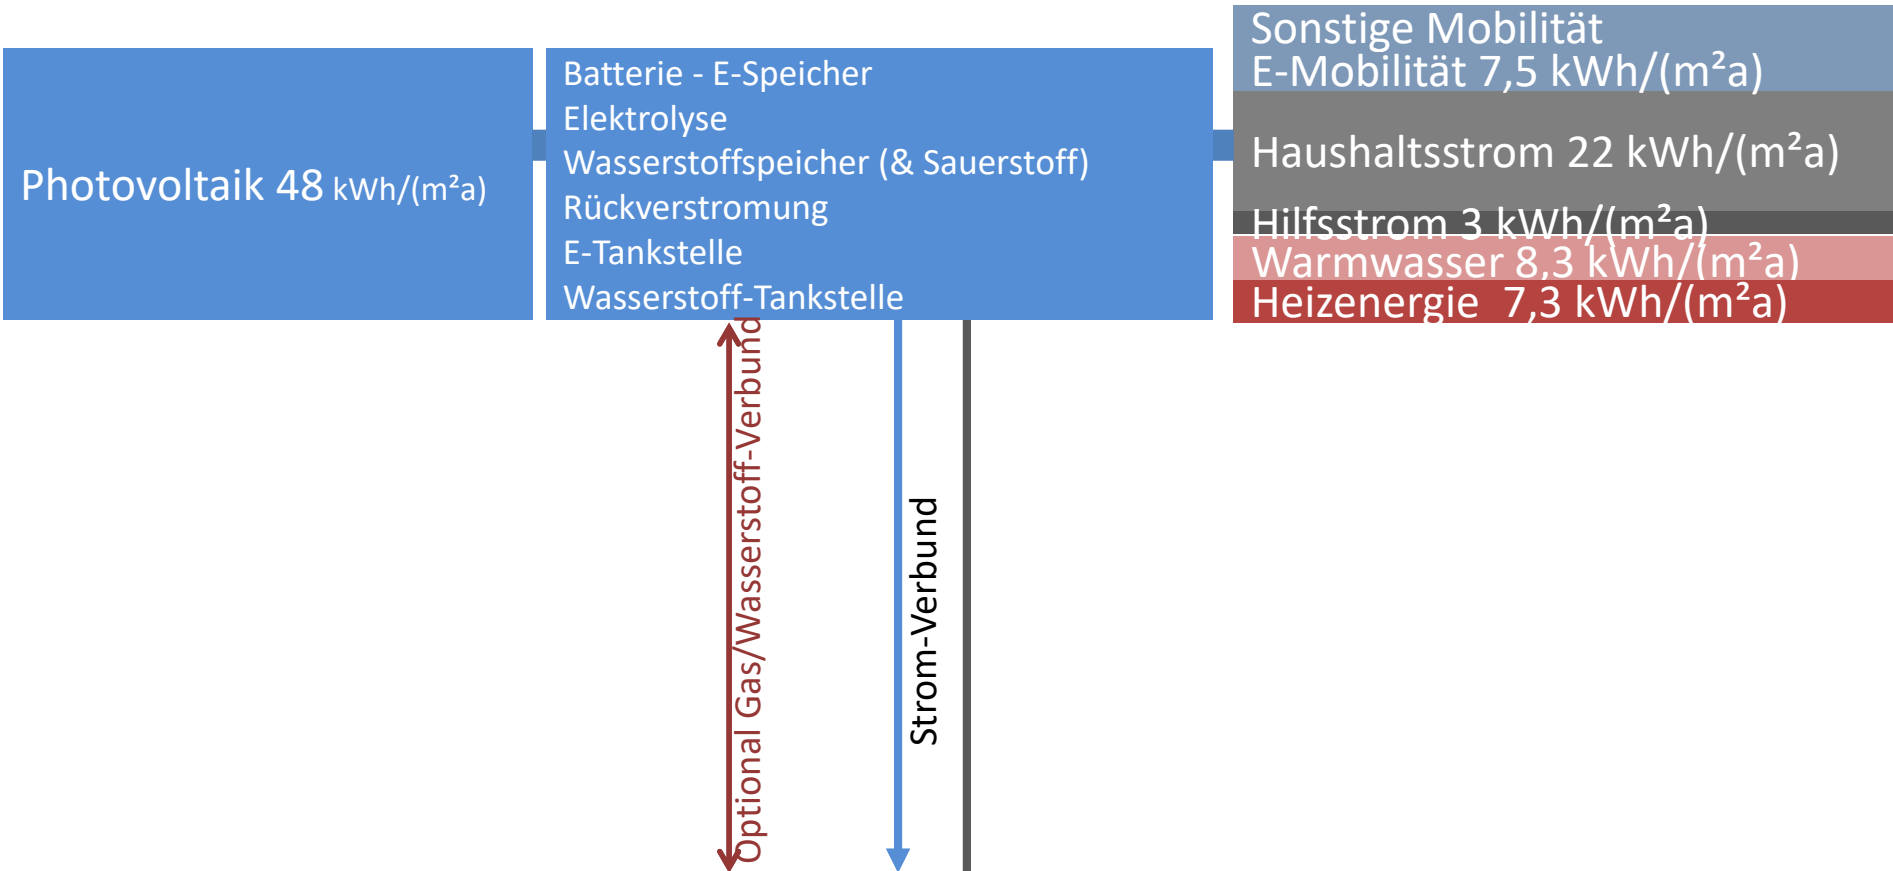 Photovoltaik 48 kWh/(m²a)
Batterie - E-Speicher
Elektrolyse
Wasserstoffspeicher (& Sauerstoff)
Rückverstromung
E-Tankstelle
Wasserstoff-Tankstelle
Sonstige Mobilität
E-Mobilität 7,5 kWh/(m²a)
Haushaltsstrom 22 kWh/(m²a)
Hilfsstrom 3 kWh/(m²a)
Warmwasser 8,3 kWh/(m²a)
Heizenergie 7,3 kWh/(m²a)
Optional Gas/Wasserstoff-Verbund
Strom-Verbund